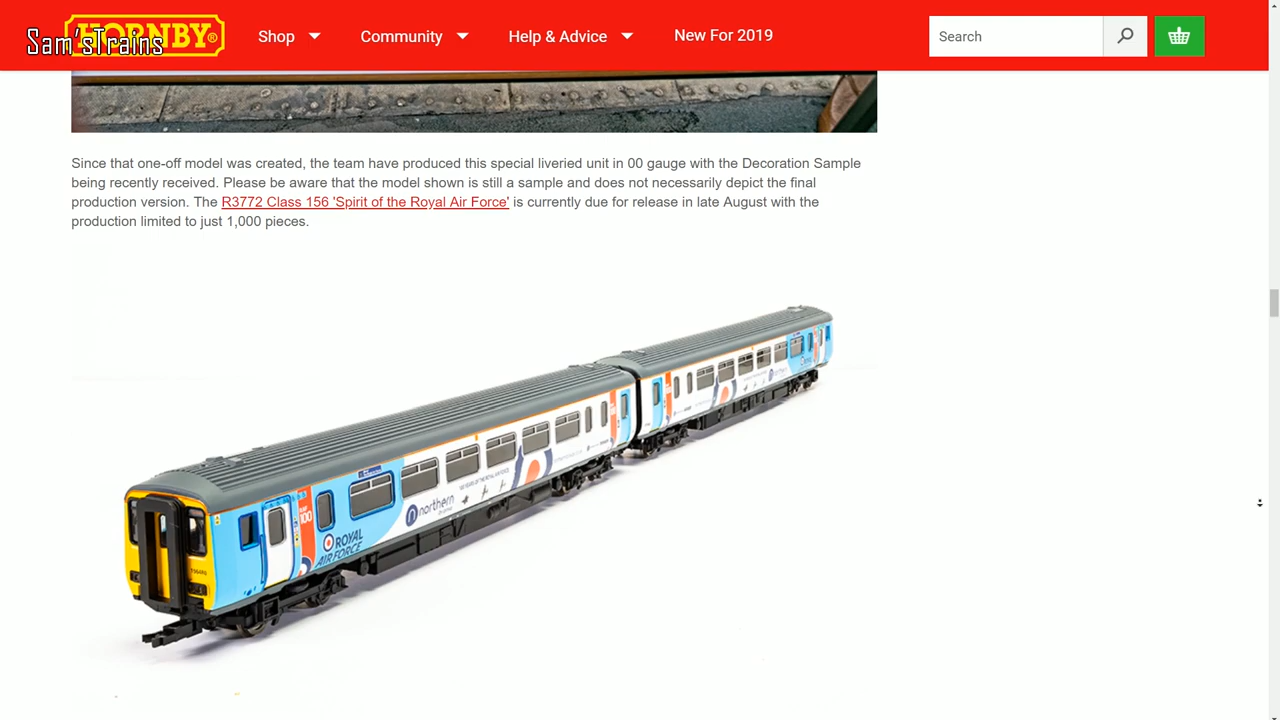 HORNBY®
Sam'sTrains
Shop
Community
Help & Advice
New For 2019
Search
Since that one-off model was created, the team have produced this special liveried unit in 00 gauge with the Decoration Sample
being recently received. Please be aware that the model shown is still a sample and does not necessarily depict the final
production version. The R3772 Class 156 'Spirit of the Royal Air Force' is currently due for release in late August with the
production limited to just 1,000 pieces.
northern
ROYAL
AIR FORCE
100
northern